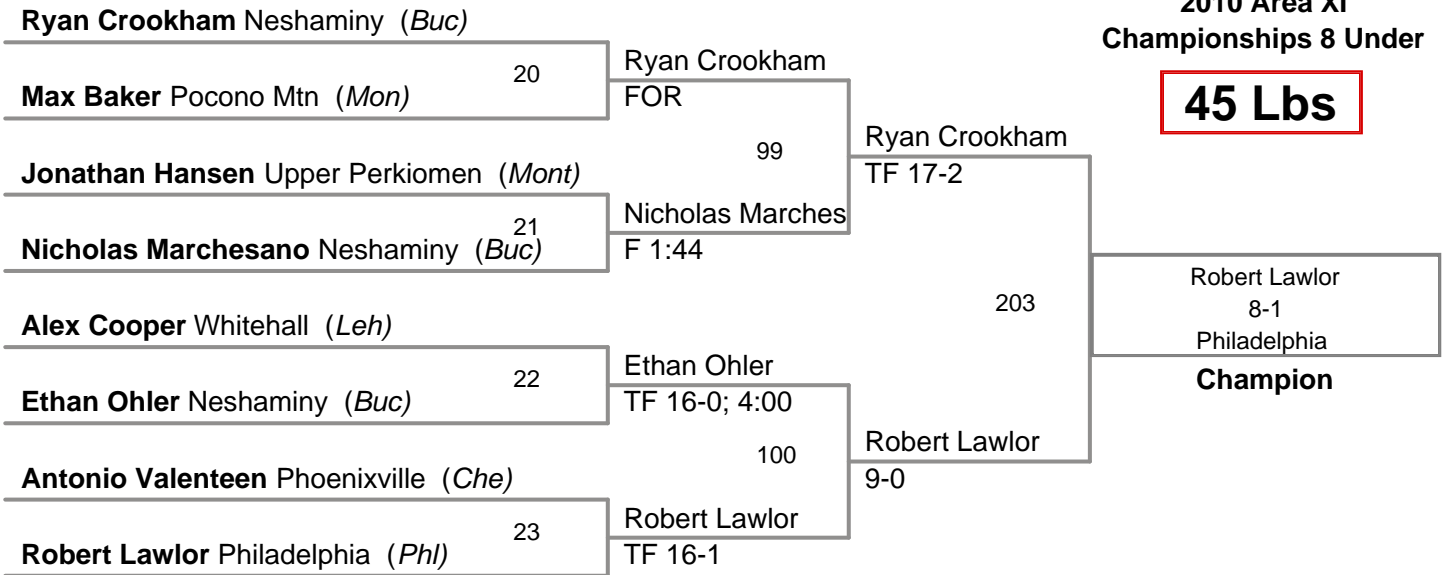 2010 Area XI
Championships 8 Under
45 Lbs
Ryan Crookham Neshaminy (Buc)
20
Max Baker Pocono Mtn (Mon)
Jonathan Hansen Upper Perkiomen (Mont)
21
Nicholas Marchesano Neshaminy (Buc)
Alex Cooper Whitehall (Leh)
22
Ethan Ohler Neshaminy (Buc)
Antonio Valenteen Phoenixville (Che)
23
Robert Lawlor Philadelphia (Phl)
Ryan Crookham
FOR
99
Nicholas Marches
F 1:44
Ethan Ohler
TF 16-0; 4:00
100
Robert Lawlor
TF 16-1
Ryan Crookham
TF 17-2
203
Robert Lawlor
9-0
Robert Lawlor
8-1
Philadelphia
Champion